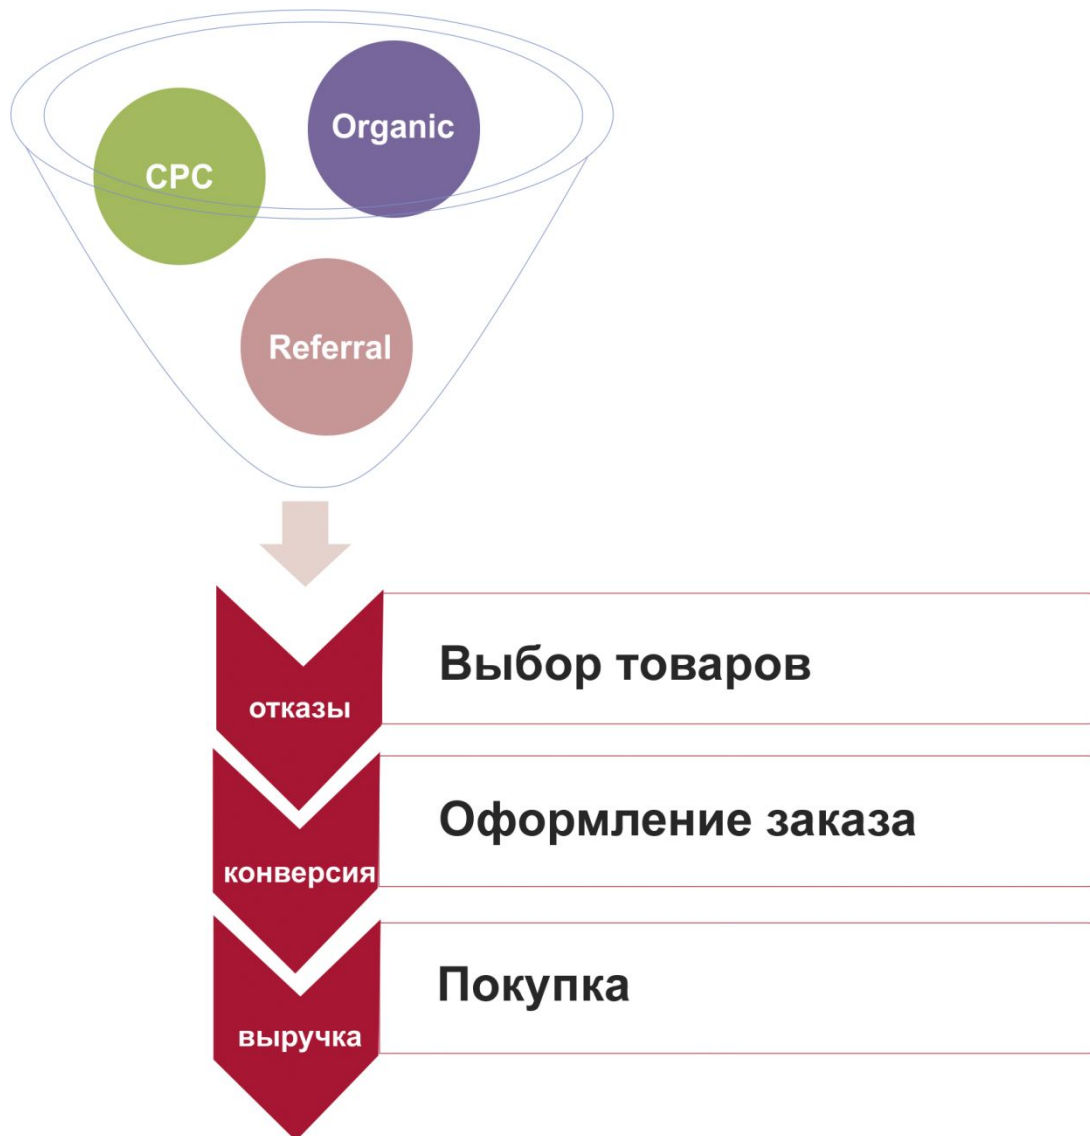 Organic
CPC
Referral
Выбор товаров
отказы
Оформление заказа
конверсия
Покупка
выручка